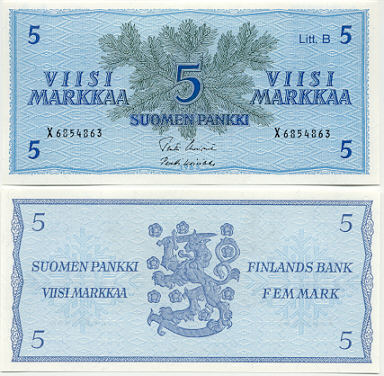 5 Litt. B 5
VIISI 5 VIISI
MARKKAA MARKKAA
SUOMEN PANKKI
X6854863 X6854863
5 5
5 5
SUOMEN PANKKI FINLANDS BANK
VIISI MARKKAA FEM MARK
5 5